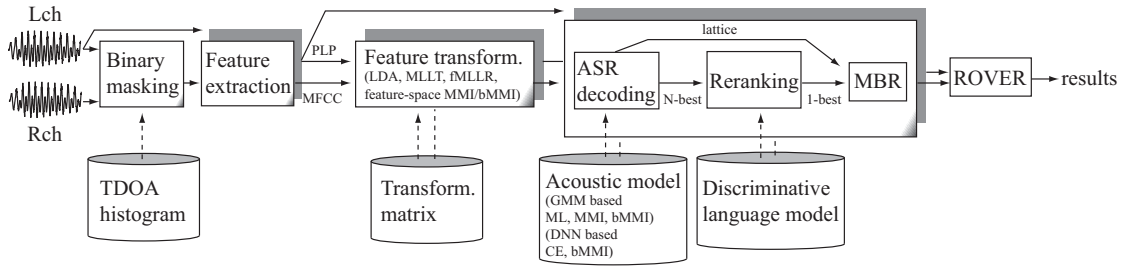 Lch
Rch
Binary
masking
Feature
extraction
PLP
MFCC
Feature transform.
(LDA, MLLT, fMLLR,
feature-space MMI/bMMI)
lattice
ASR
decoding
N-best
Reranking
1-best
MBR
ROVER
results
TDOA
histogram
Transform.
matrix
Acoustic model
(GMM based
ML, MMI, bMMI)
(DNN based
CE, bMMI)
Discriminative
language model